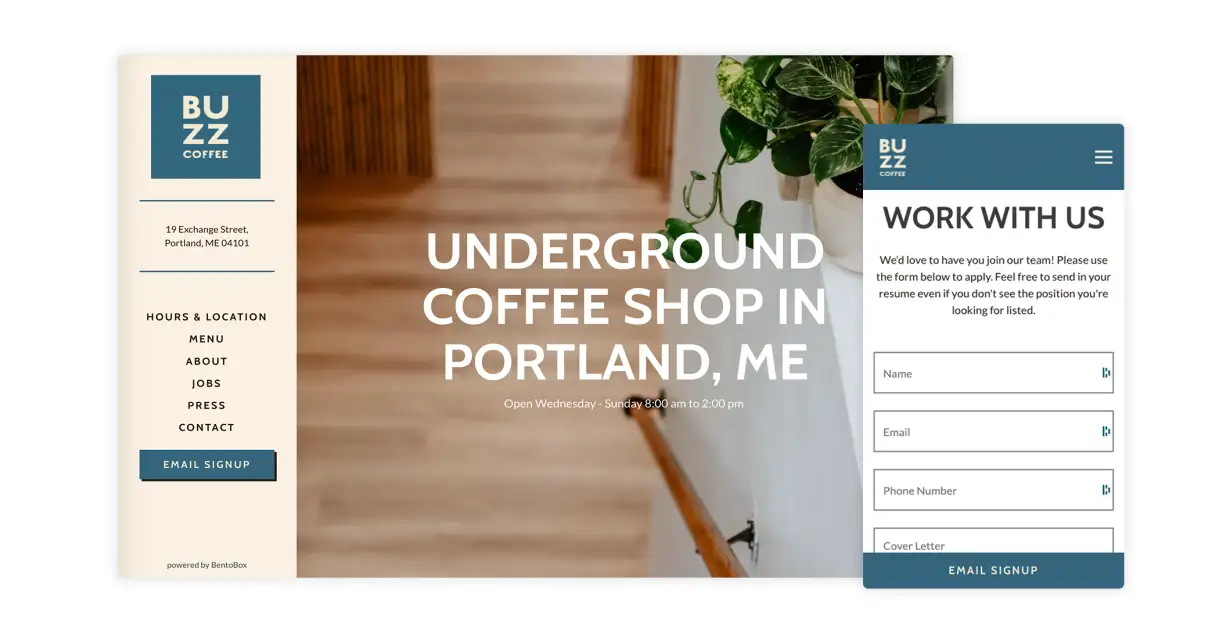 BU
ZZ
COFFEE
19 Exchange Street,
Portland, ME 04101
HOURS & LOCATION
MENU
ABOUT
JOBS
PRESS
CONTACT
EMAIL SIGNUP
powered by BentoBox
UNDERGROUND
COFFEE SHOP IN
PORTLAND, ME
Open Wednesday - Sunday 8:00 am to 2:00 pm
BU
ZZ
COFFEE
WORK WITH US
We'd love to have you join our team! Please use
the form below to apply. Feel free to send in your
resume even if you don't see the position you're
looking for listed.
Name
Email
Phone Number
Cover Letter
EMAIL SIGNUP